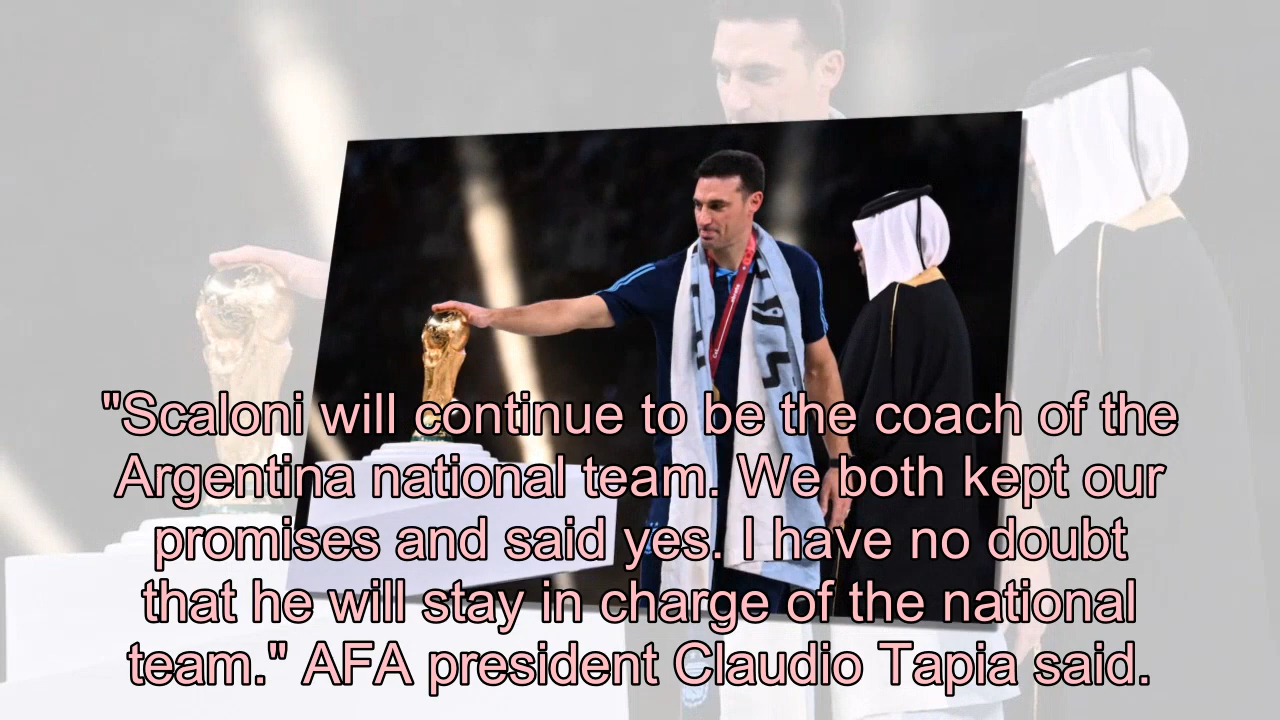 "Scaloni will continue to be the coach of the
Argentina national team. We both kept our
promises and said yes. I have no doubt
that he will stay in charge of the national
team." AFA president Claudio Tapia said.